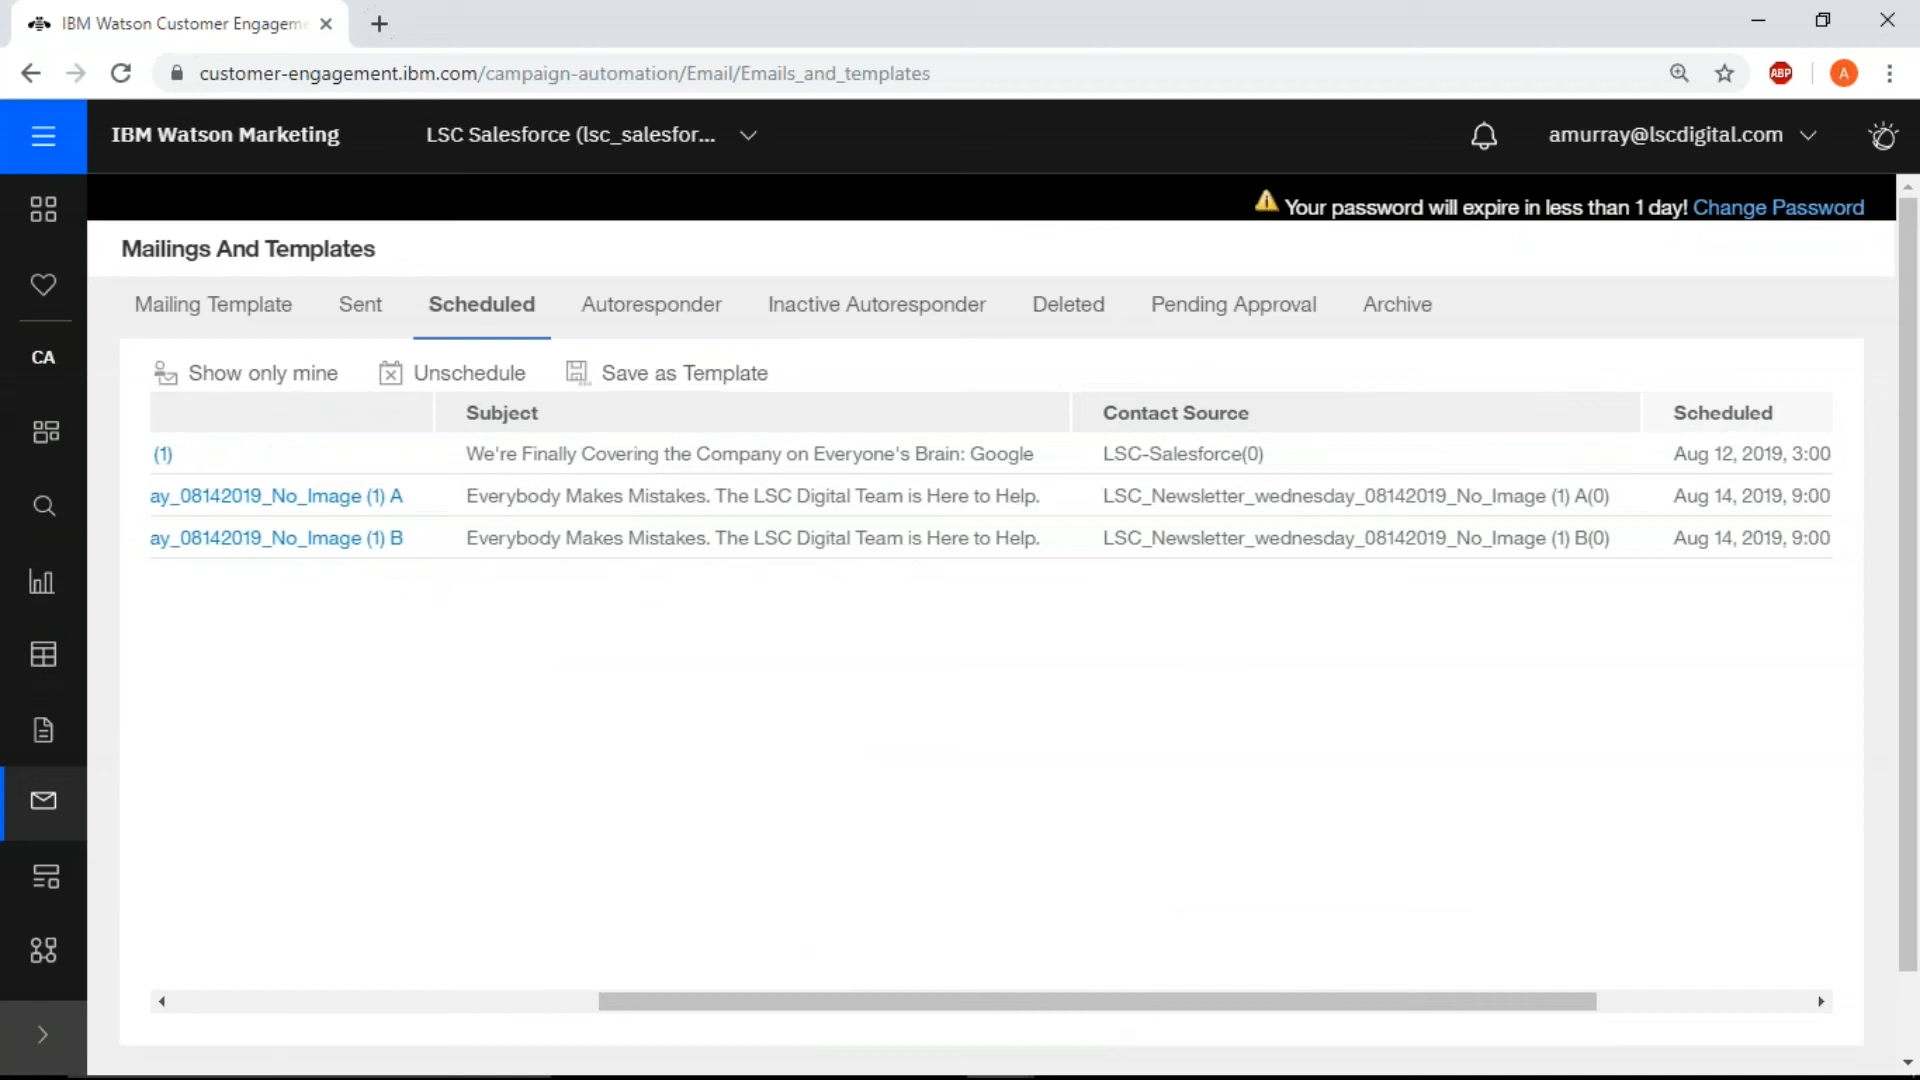 IBM Watson Customer Engagem
customer-engagement.ibm.com/campaign-automation/Email/Emails_and_templates
ABP
A
IBM Watson Marketing
LSC Salesforce (lsc_salesfor...
amurray@lscdigital.com
Your password will expire in less than 1 day! Change Password
Mailings And Templates
Mailing Template Sent Scheduled Autoresponder Inactive Autoresponder Deleted Pending Approval Archive
CA
Show only mine Unschedule Save as Template
Subject Contact Source Scheduled
(1) We're Finally Covering the Company on Everyone's Brain: Google LSC-Salesforce(0) Aug 12, 2019, 3:00
ay_08142019_No_Image (1) A Everybody Makes Mistakes. The LSC Digital Team is Here to Help. LSC_Newsletter_wednesday_08142019_No_Image (1) A(0) Aug 14, 2019, 9:00
ay_08142019_No_Image (1) B Everybody Makes Mistakes. The LSC Digital Team is Here to Help. LSC_Newsletter_wednesday_08142019_No_Image (1) B(0) Aug 14, 2019, 9:00